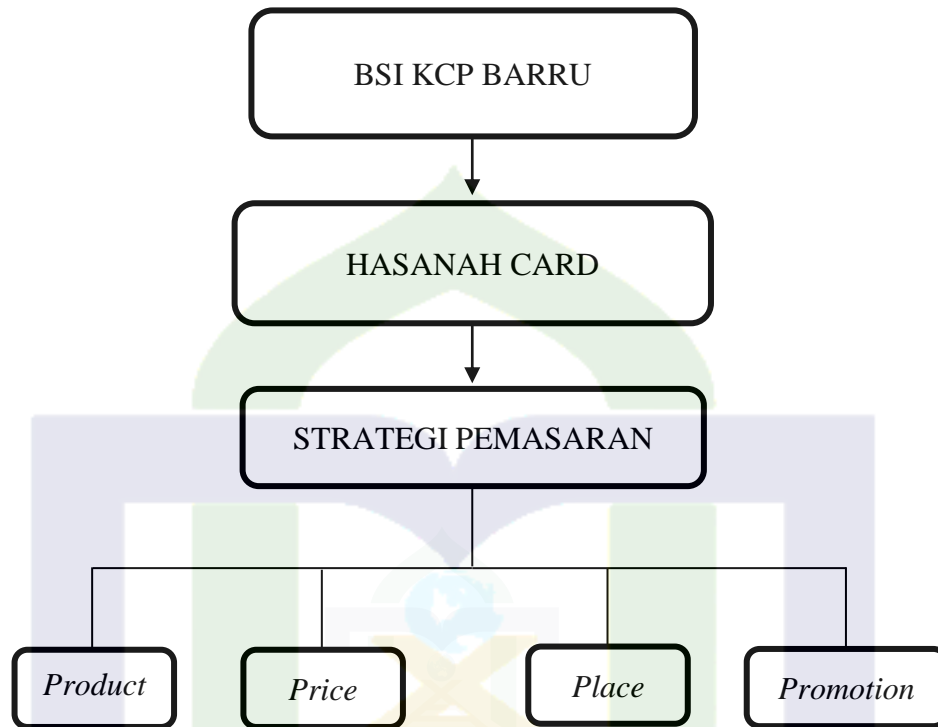 BSI KCP BARRU
HASANAH CARD
STRATEGI PEMASARAN
Product
Price
Place
Promotion